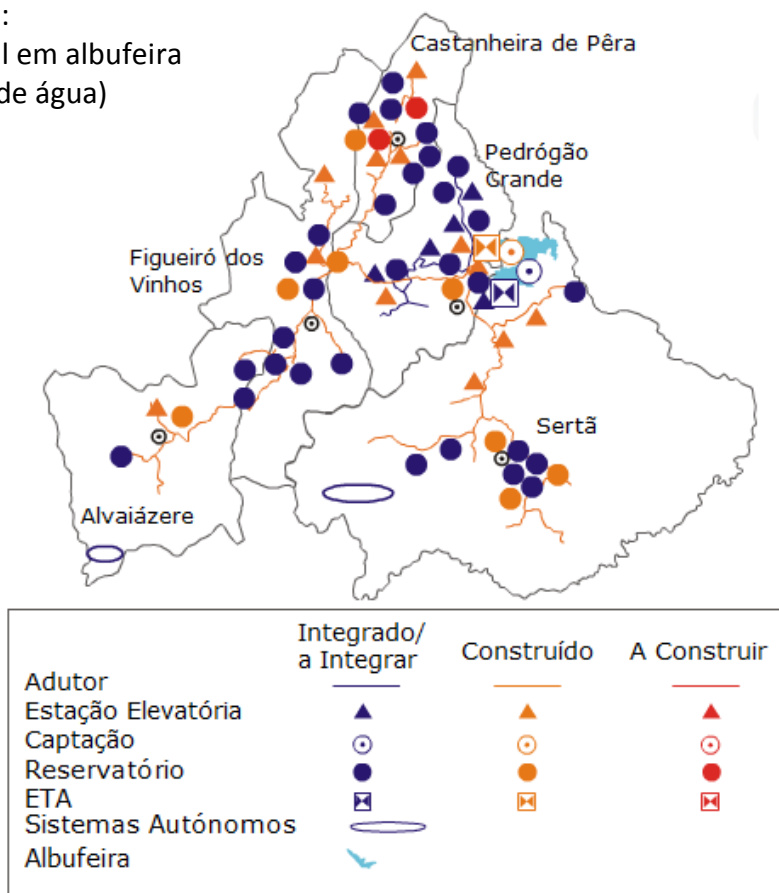 :
l em albufeira
de água)
Castanheira de Pêra
Pedrógão
Grande
Figueiró dos
Vinhos
Sertã
Alvaiázere
Integrado/
a Integrar Construído A Construir
Adutor
Estação Elevatória
Captação
Reservatório
ETA
Sistemas Autónomos
Albufeira